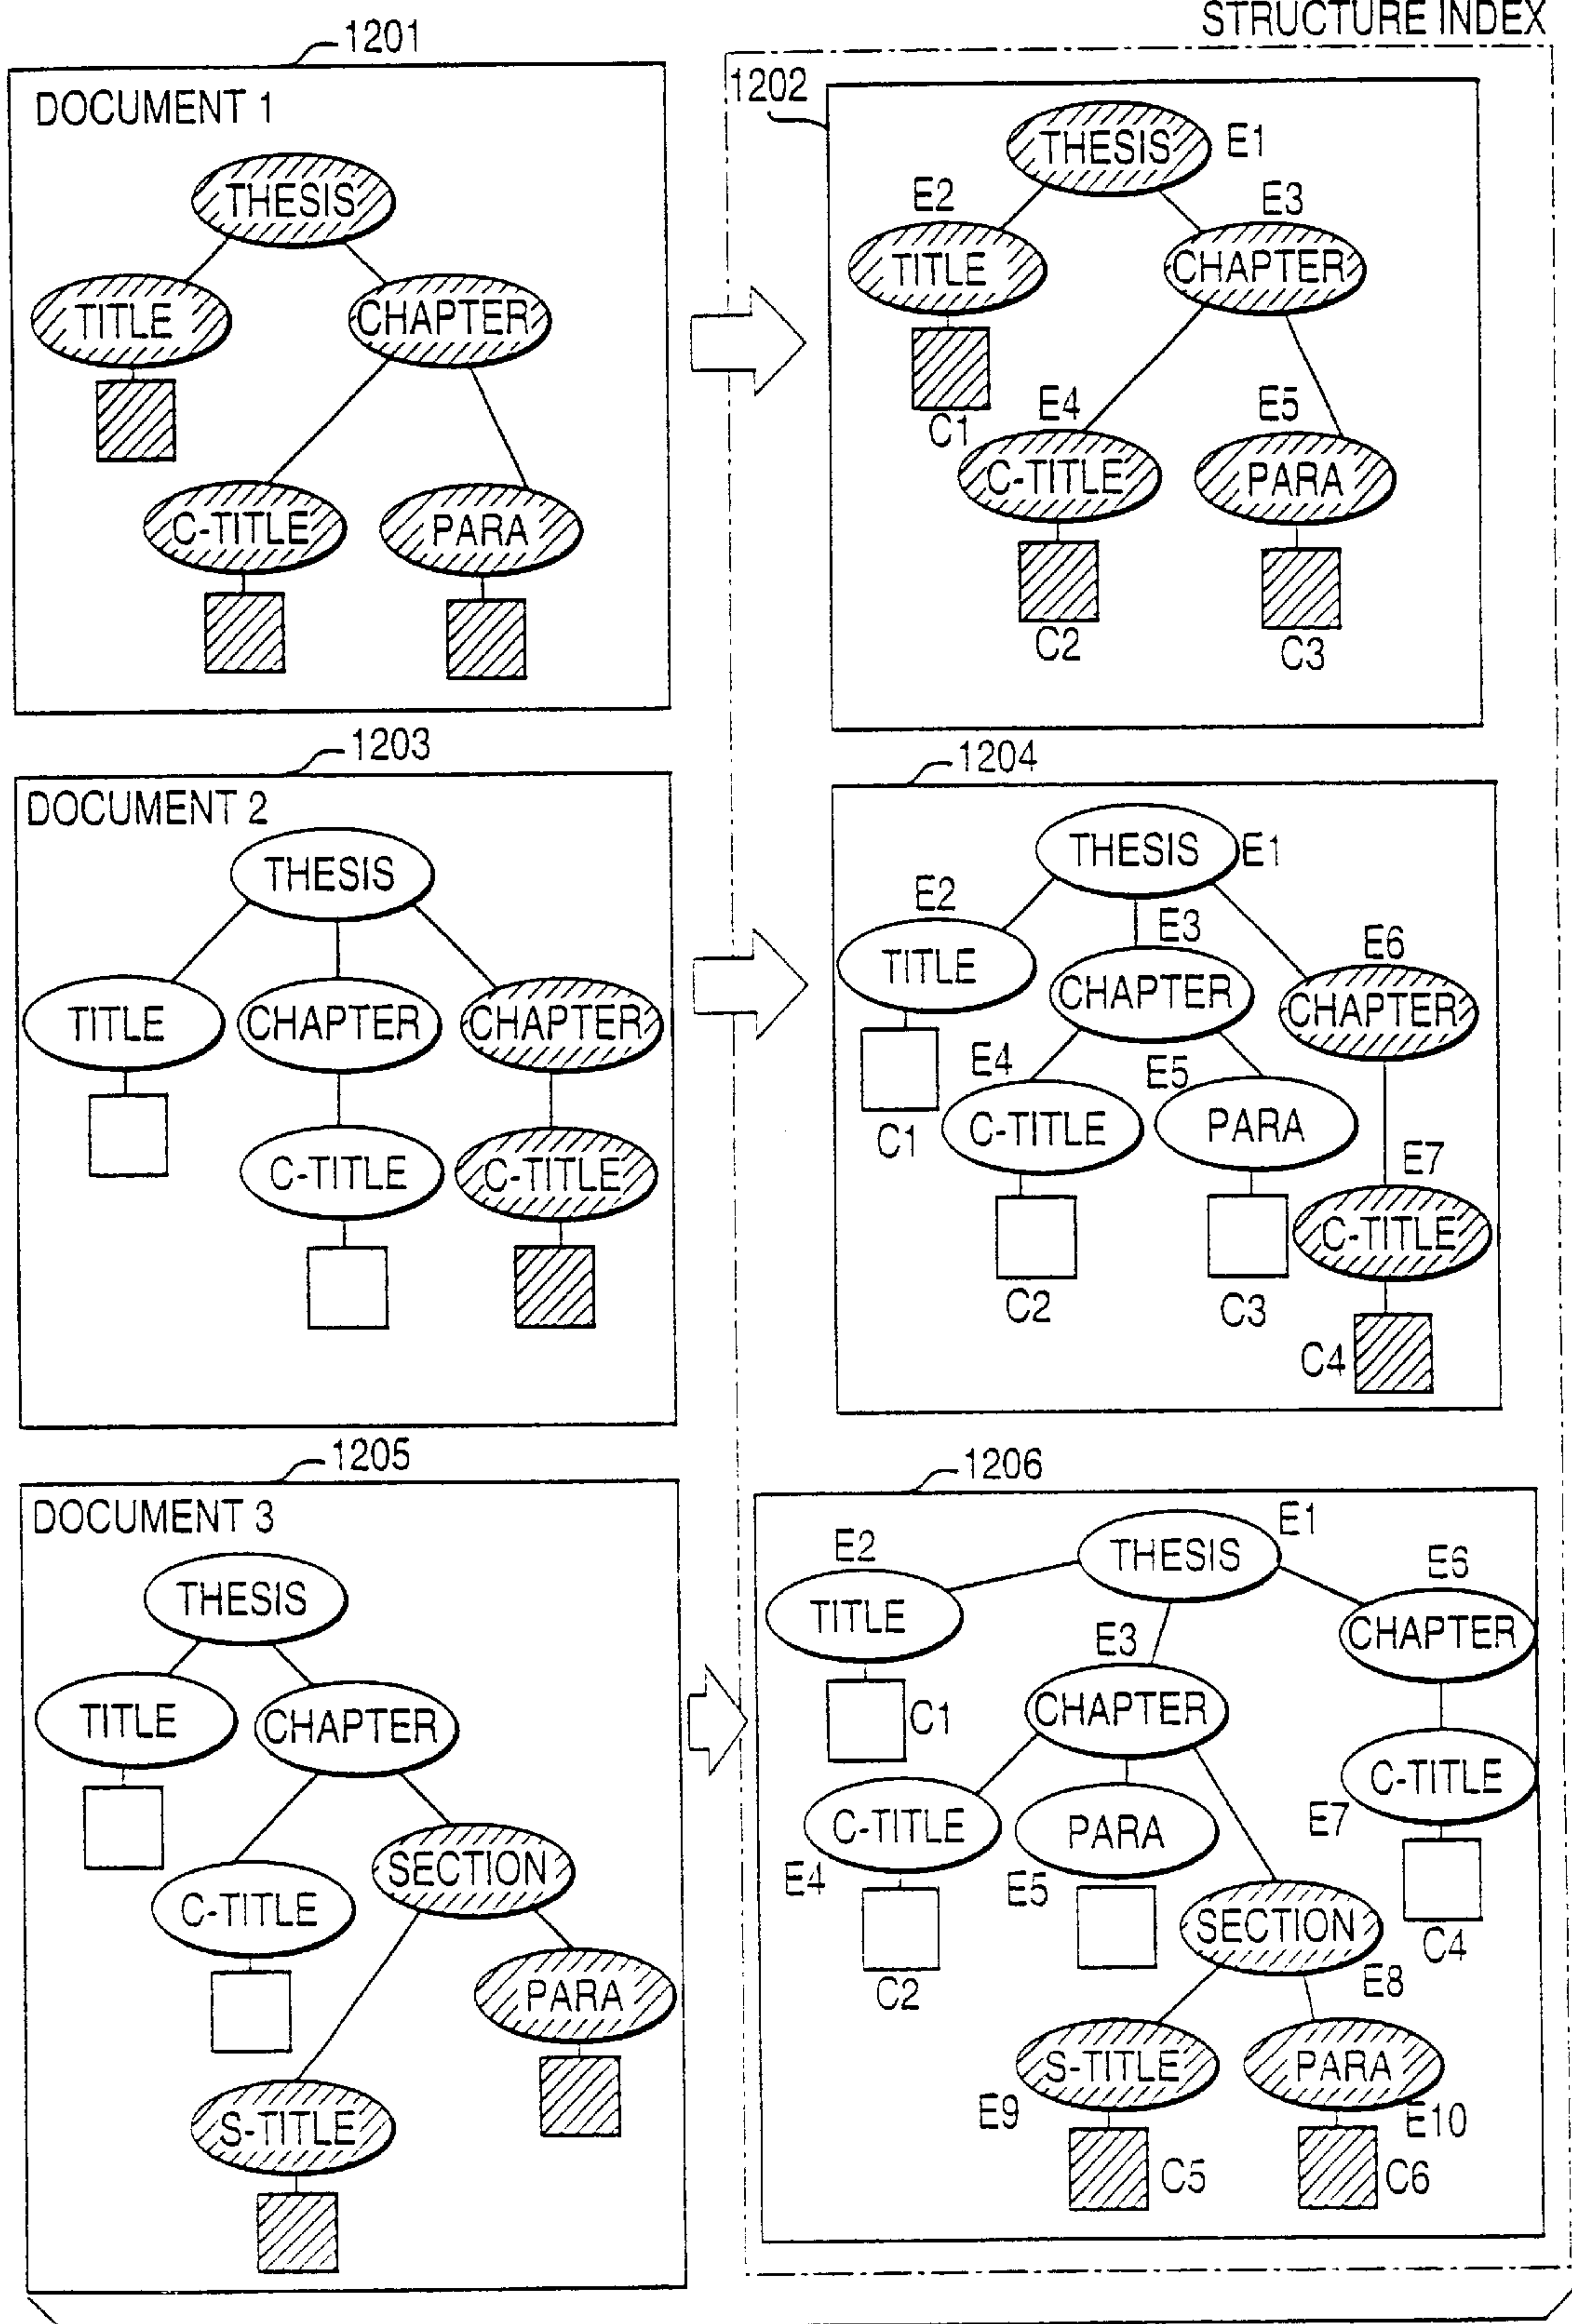 STRUCTURE INDEX
1201
DOCUMENT 1
THESIS
TITLE
CHAPTER
C-TITLE
PARA
1202
THESIS
E1
E2
E3
TITLE
CHAPTER
C1
E4
E5
C-TITLE
PARA
C2
C3
1203
DOCUMENT 2
THESIS
TITLE
CHAPTER
CHAPTER
C-TITLE
C-TITLE
1204
THESIS
E1
E2
E3
E6
TITLE
CHAPTER
CHAPTER
E4
E5
C1
C-TITLE
PARA
E7
C-TITLE
C2
C3
C4
1205
DOCUMENT 3
THESIS
TITLE
CHAPTER
SECTION
C-TITLE
PARA
S-TITLE
1206
E1
E2
THESIS
E6
TITLE
CHAPTER
E3
CHAPTER
C1
C-TITLE
E7
C-TITLE
PARA
E4
E5
SECTION
C4
C2
E8
S-TITLE
PARA
E9
E10
C5
C6